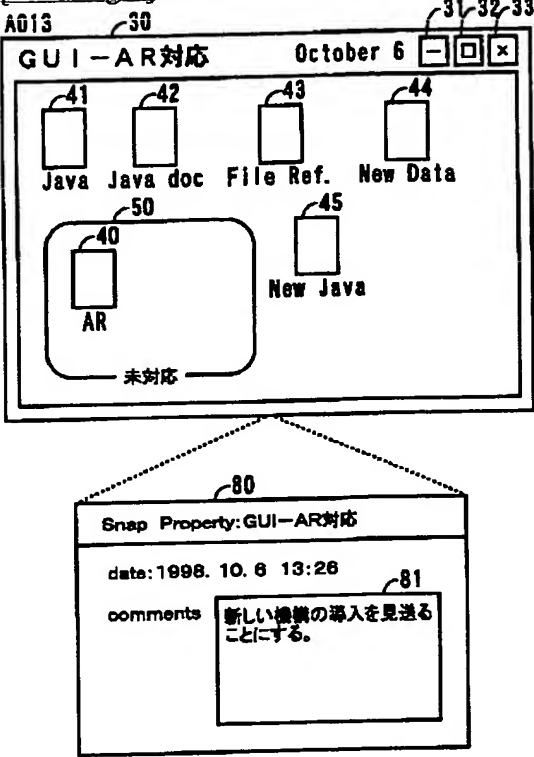 A013 30 31 32 33
GUI-AR対応 October 6
41 42 43 44
Java Java doc File Ref. New Data
50 45
40
New Java
AR
未対応
80
Snap Property:GUI-AR対応
date:1998. 10. 6 13:26
81
comments 新しい機構の導入を見送る
ことにする。